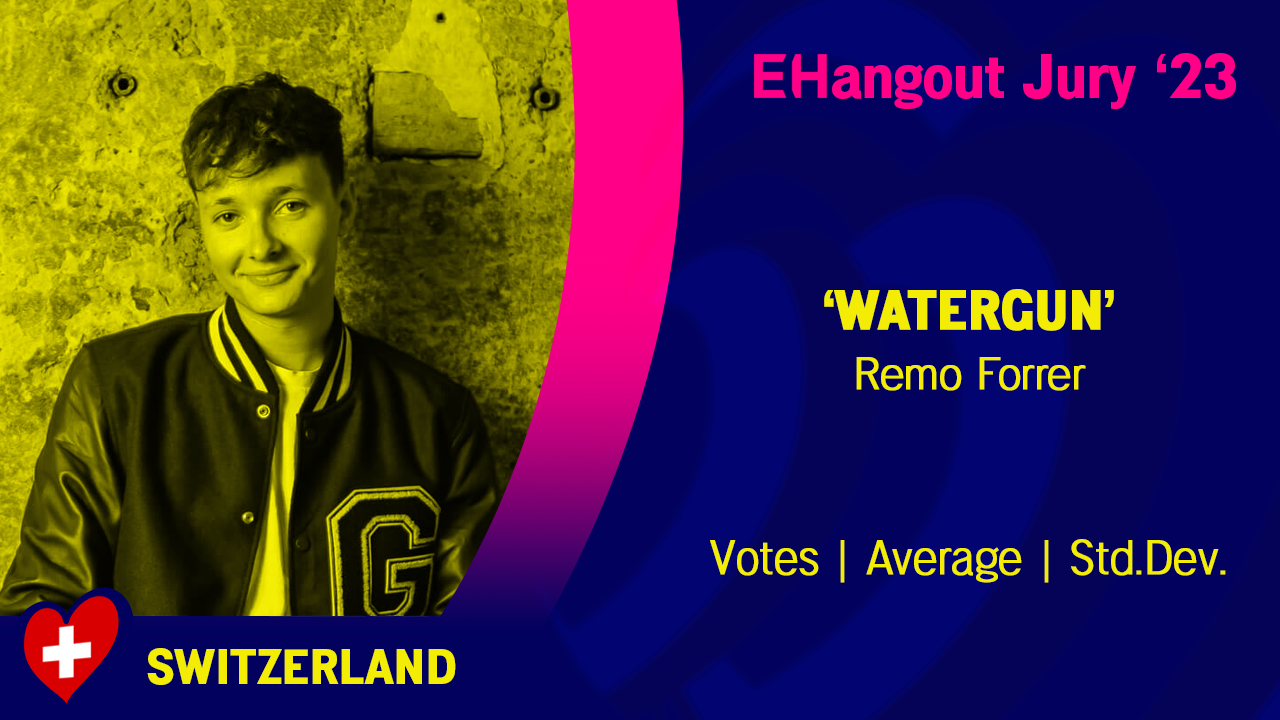 EHangout Jury ‘23
‘WATERGUN’
Remo Forrer
Votes | Average | Std.Dev.
G
SWITZERLAND